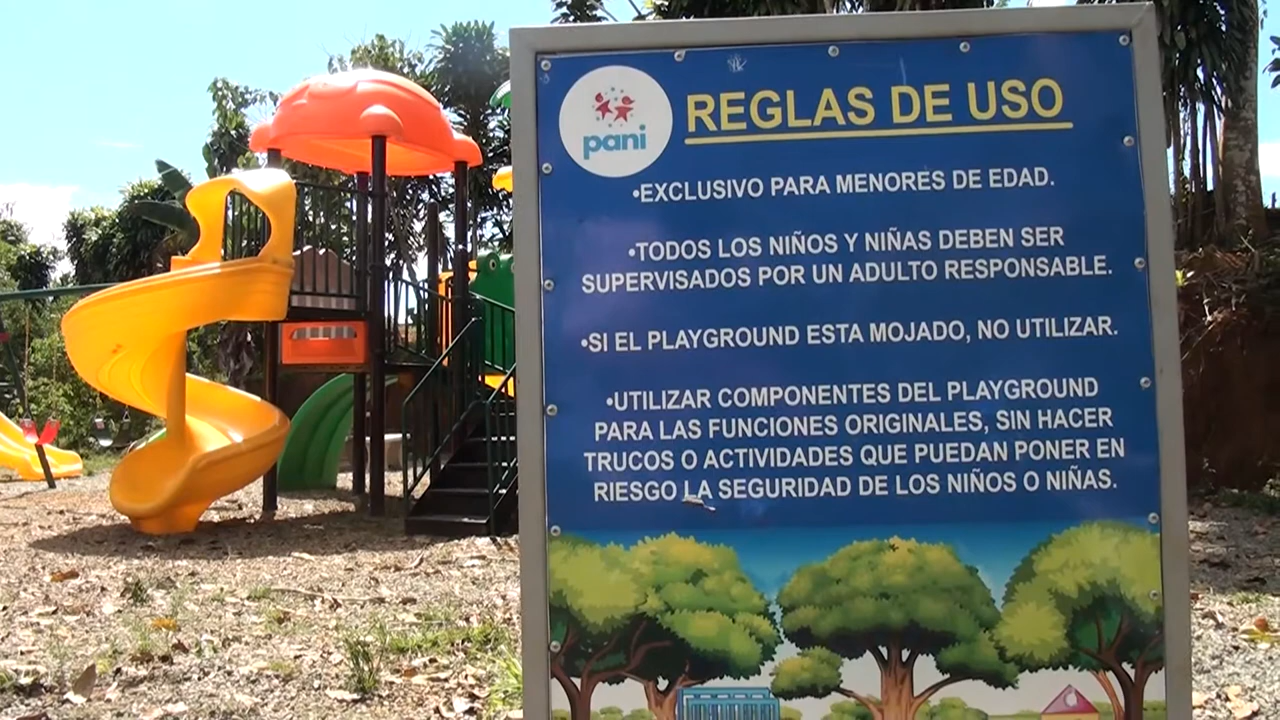 pani
REGLAS DE USO
•EXCLUSIVO PARA MENORES DE EDAD.
•TODOS LOS NIÑOS Y NIÑAS DEBEN SER
SUPERVISADOS POR UN ADULTO RESPONSABLE.
•SI EL PLAYGROUND ESTA MOJADO, NO UTILIZAR.
•UTILIZAR COMPONENTES DEL PLAYGROUND
PARA LAS FUNCIONES ORIGINALES, SIN HACER
TRUCOS O ACTIVIDADES QUE PUEDAN PONER EN
RIESGO LA SEGURIDAD DE LOS NIÑOS O NIÑAS.